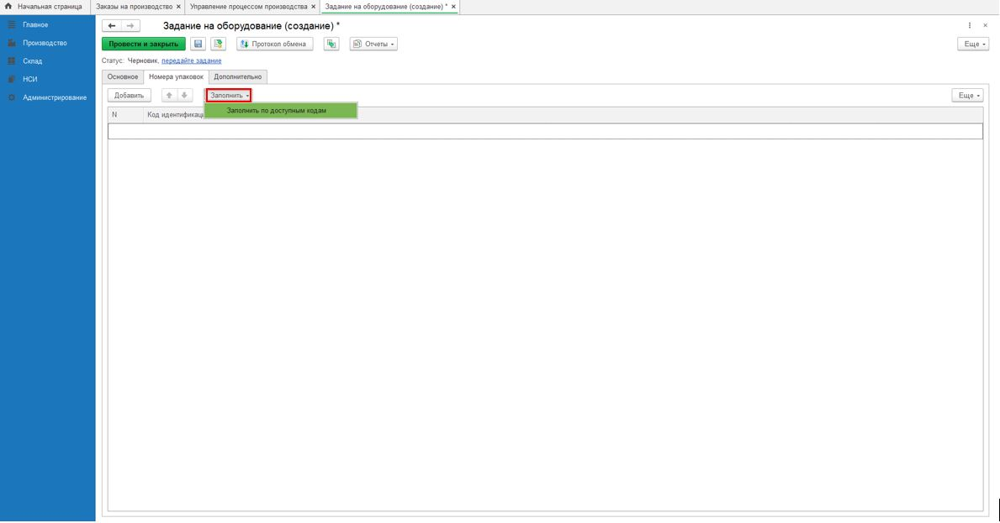 Начальная страница
Заказы на производство ×
Управление процессом производства ×
Задание на оборудование (создание) * ×
Главное
Производство
Склад
НСИ
Администрирование
Задание на оборудование (создание) *
Провести и закрыть
Протокол обмена
Отчеты
Еще
Статус: Черновик, передайте задание
Основное
Номера упаковок
Дополнительно
Добавить
Заполнить
Еще
Заполнить по доступным кодам
N
Код идентификац